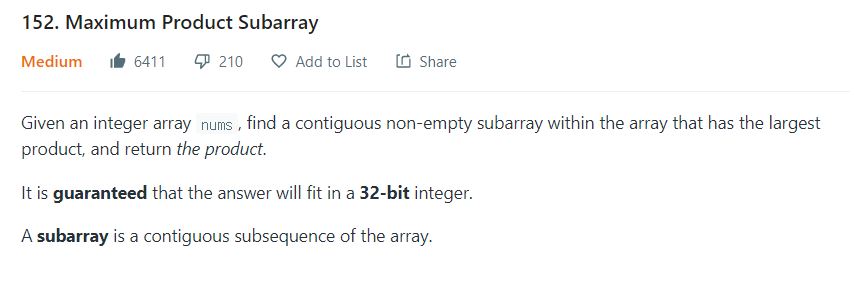 152. Maximum Product Subarray
Medium 6411 210 Add to List Share
Given an integer array nums , find a contiguous non-empty subarray within the array that has the largest
product, and return the product.
It is guaranteed that the answer will fit in a 32-bit integer.
A subarray is a contiguous subsequence of the array.